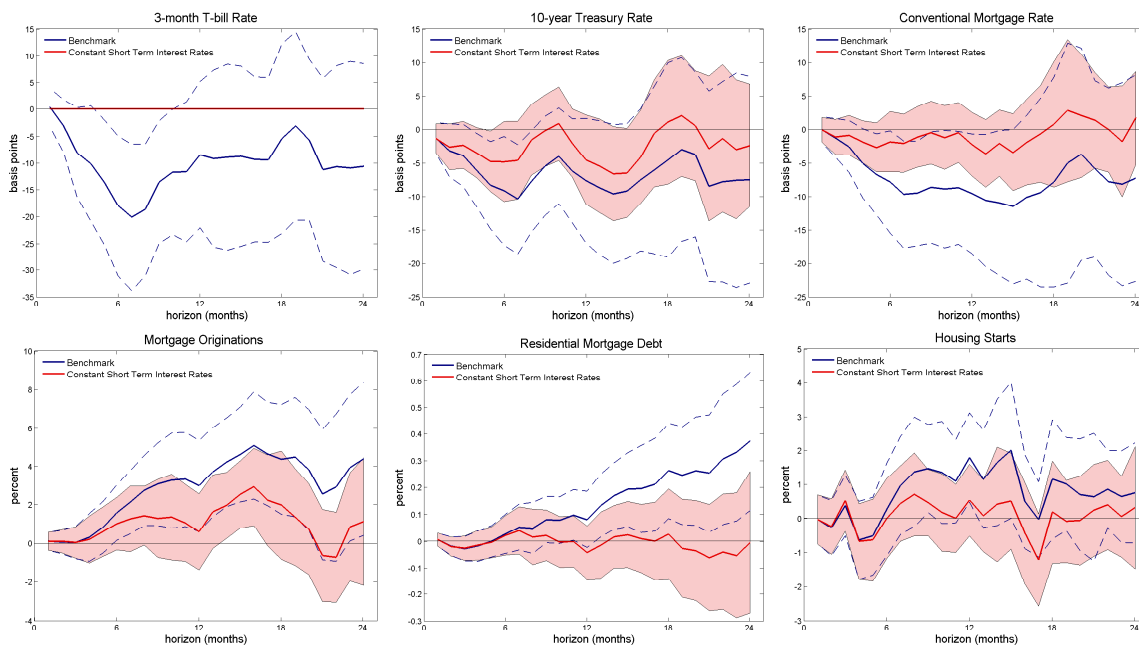 3-month T-bill Rate
15
10
5
0
-5
-10
-15
-20
-25
-30
-35
basis points
Benchmark
Constant Short Term Interest Rates
0 6 12 18 24
horizon (months)
10-year Treasury Rate
15
10
5
0
-5
-10
-15
-20
-25
basis points
Benchmark
Constant Short Term Interest Rates
0 6 12 18 24
horizon (months)
Conventional Mortgage Rate
15
10
5
0
-5
-10
-15
-20
-25
basis points
Benchmark
Constant Short Term Interest Rates
0 6 12 18 24
horizon (months)
Mortgage Originations
10
8
6
4
2
0
-2
-4
percent
Benchmark
Constant Short Term Interest Rates
0 6 12 18 24
horizon (months)
Residential Mortgage Debt
0.7
0.6
0.5
0.4
0.3
0.2
0.1
0
-0.1
-0.2
-0.3
percent
Benchmark
Constant Short Term Interest Rates
0 6 12 18 24
horizon (months)
Housing Starts
5
4
3
2
1
0
-1
-2
-3
percent
Benchmark
Constant Short Term Interest Rates
0 6 12 18 24
horizon (months)